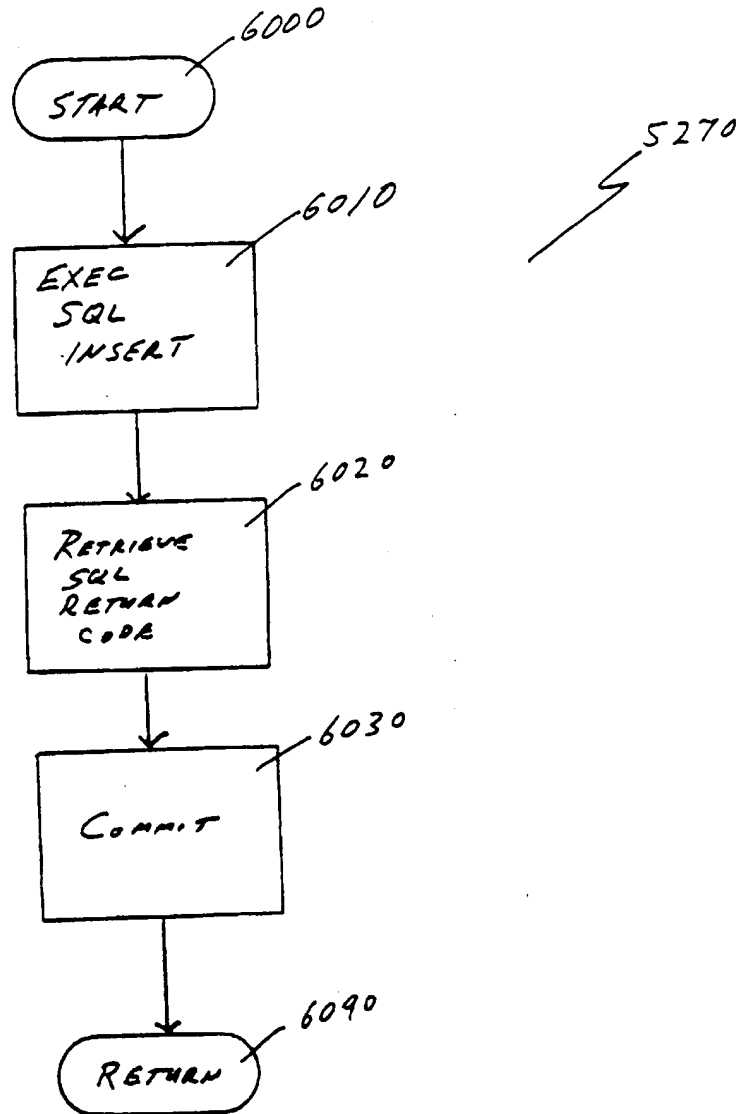 6000
START
5270
6010
EXEC
SQL
INSERT
6020
RETRIEVE
SQL
RETURN
CODE
6030
COMMIT
6090
RETURN